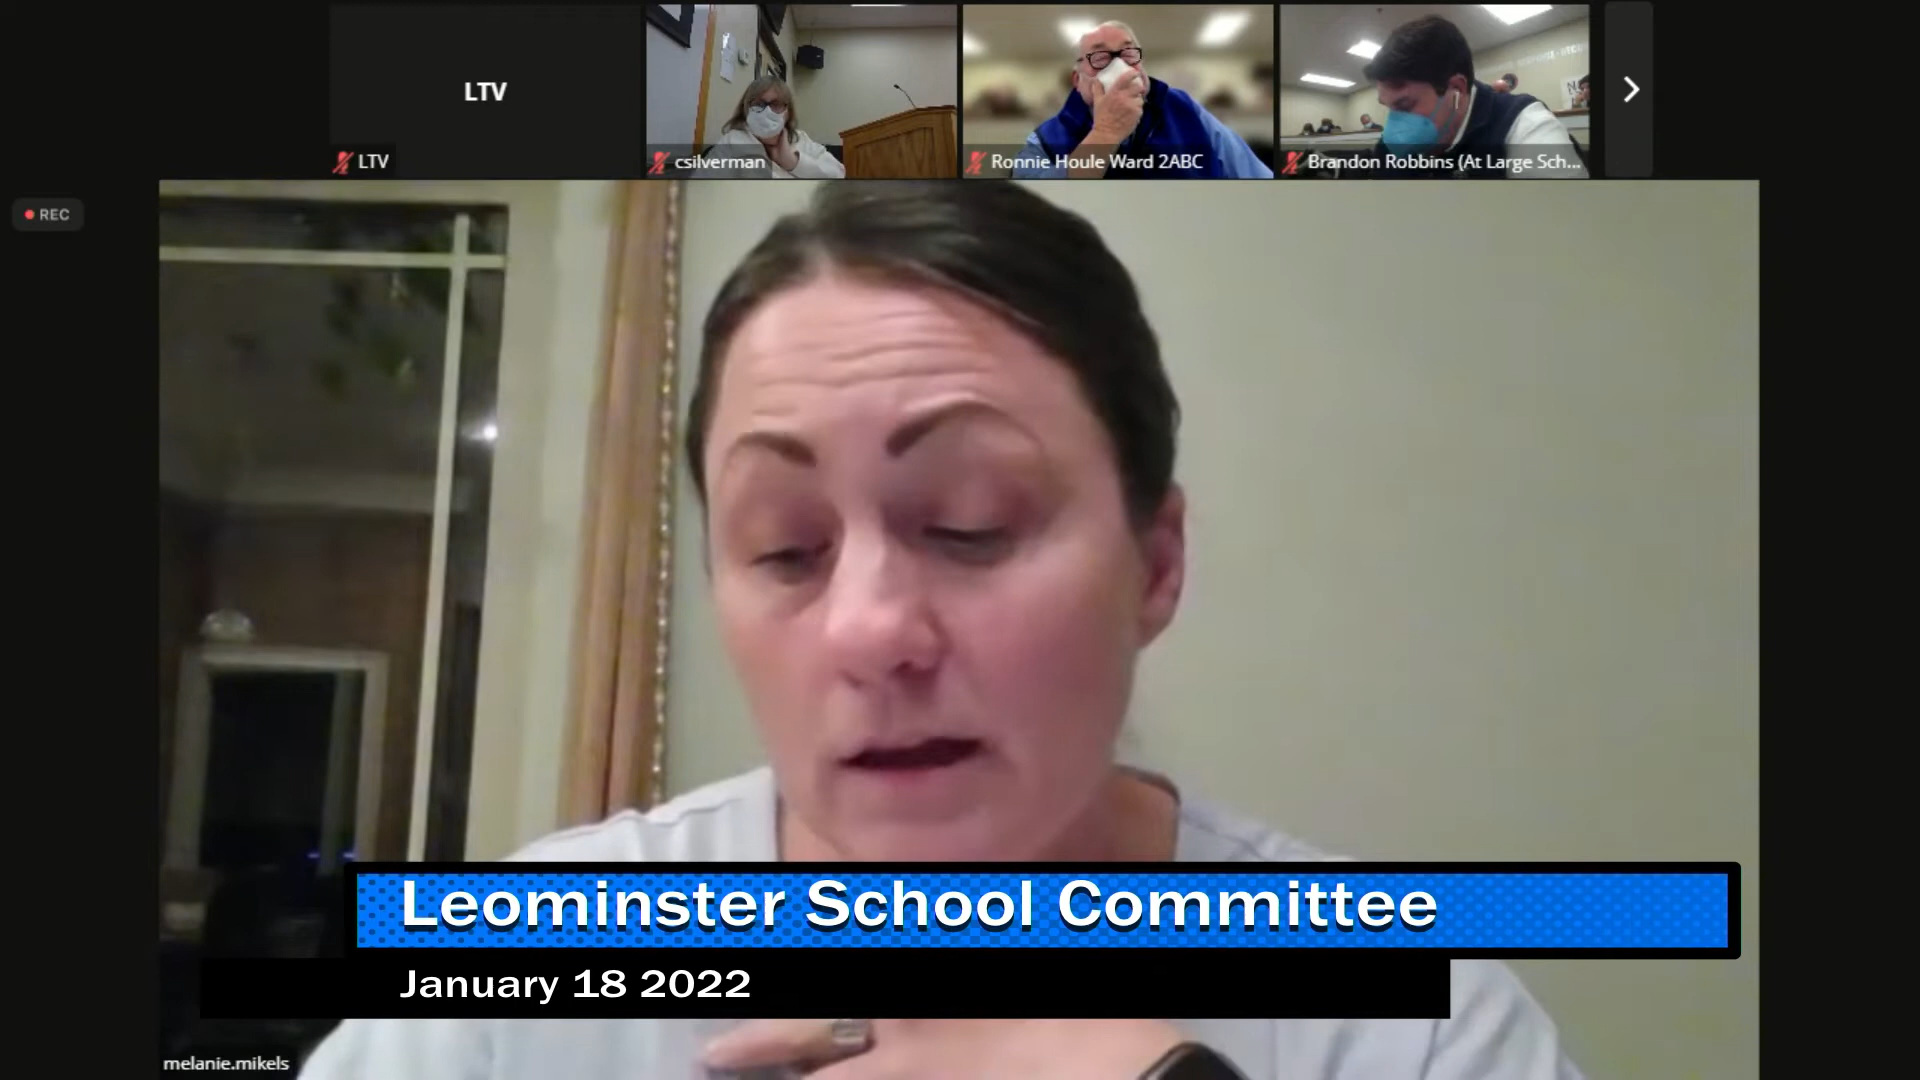 LTV
LTV
csilverman
Ronnie Houle Ward 2ABC
Brandon Robbins (At Large Sch...
REC
Leominster School Committee
January 18 2022
melanie.mikels